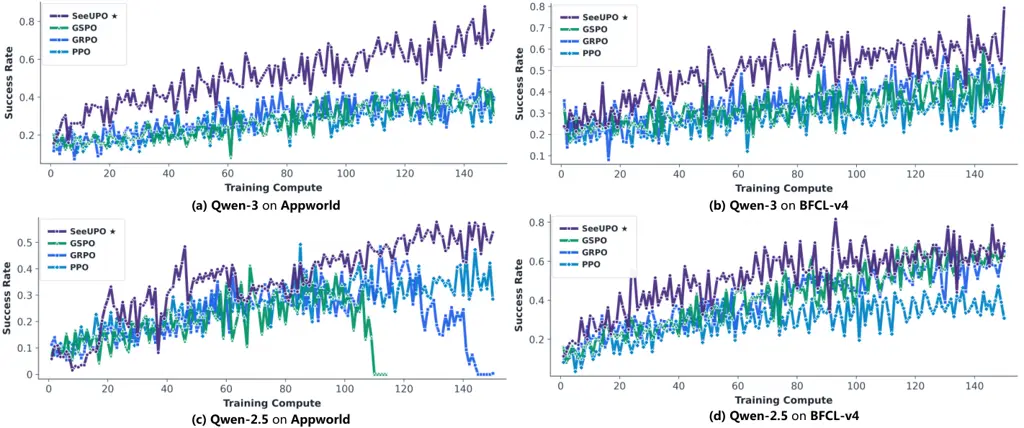 SeeUPO ★
GSPO
GRPO
PPO
0.8
0.6
0.4
0.2
Success Rate
0 20 40 60 80 100 120 140
Training Compute
(a) Qwen-3 on Appworld
SeeUPO ★
GSPO
GRPO
PPO
0.8
0.7
0.6
0.5
0.4
0.3
0.2
0.1
Success Rate
0 20 40 60 80 100 120 140
Training Compute
(b) Qwen-3 on BFCL-v4
SeeUPO ★
GSPO
GRPO
PPO
0.5
0.4
0.3
0.2
0.1
0
Success Rate
0 20 40 60 80 100 120 140
Training Compute
(c) Qwen-2.5 on Appworld
SeeUPO ★
GSPO
GRPO
PPO
0.8
0.6
0.4
0.2
Success Rate
0 20 40 60 80 100 120 140
Training Compute
(d) Qwen-2.5 on BFCL-v4